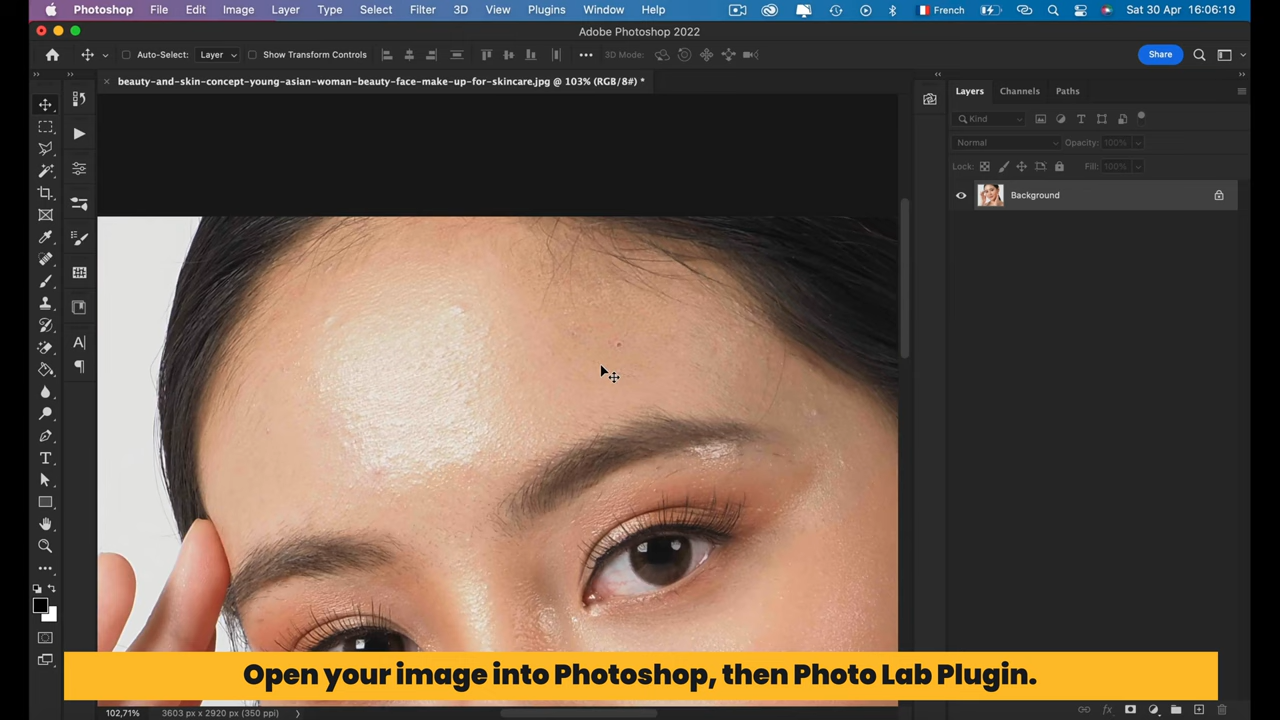 Photoshop File Edit Image Layer Type Select Filter 3D View Plugins Window Help French Sat 30 Apr 16:06:19
Adobe Photoshop 2022
Auto-Select: Layer Show Transform Controls 3D Mode: Share
beauty-and-skin-concept-young-asian-woman-beauty-face-make-up-for-skincare.jpg @ 103% (RGB/8#) *
Layers Channels Paths
Kind
Normal Opacity: 100%
Lock: Fill: 100%
Background
Open your image into Photoshop, then Photo Lab Plugin.
102,71% 3603 px x 2920 px (350 ppi)